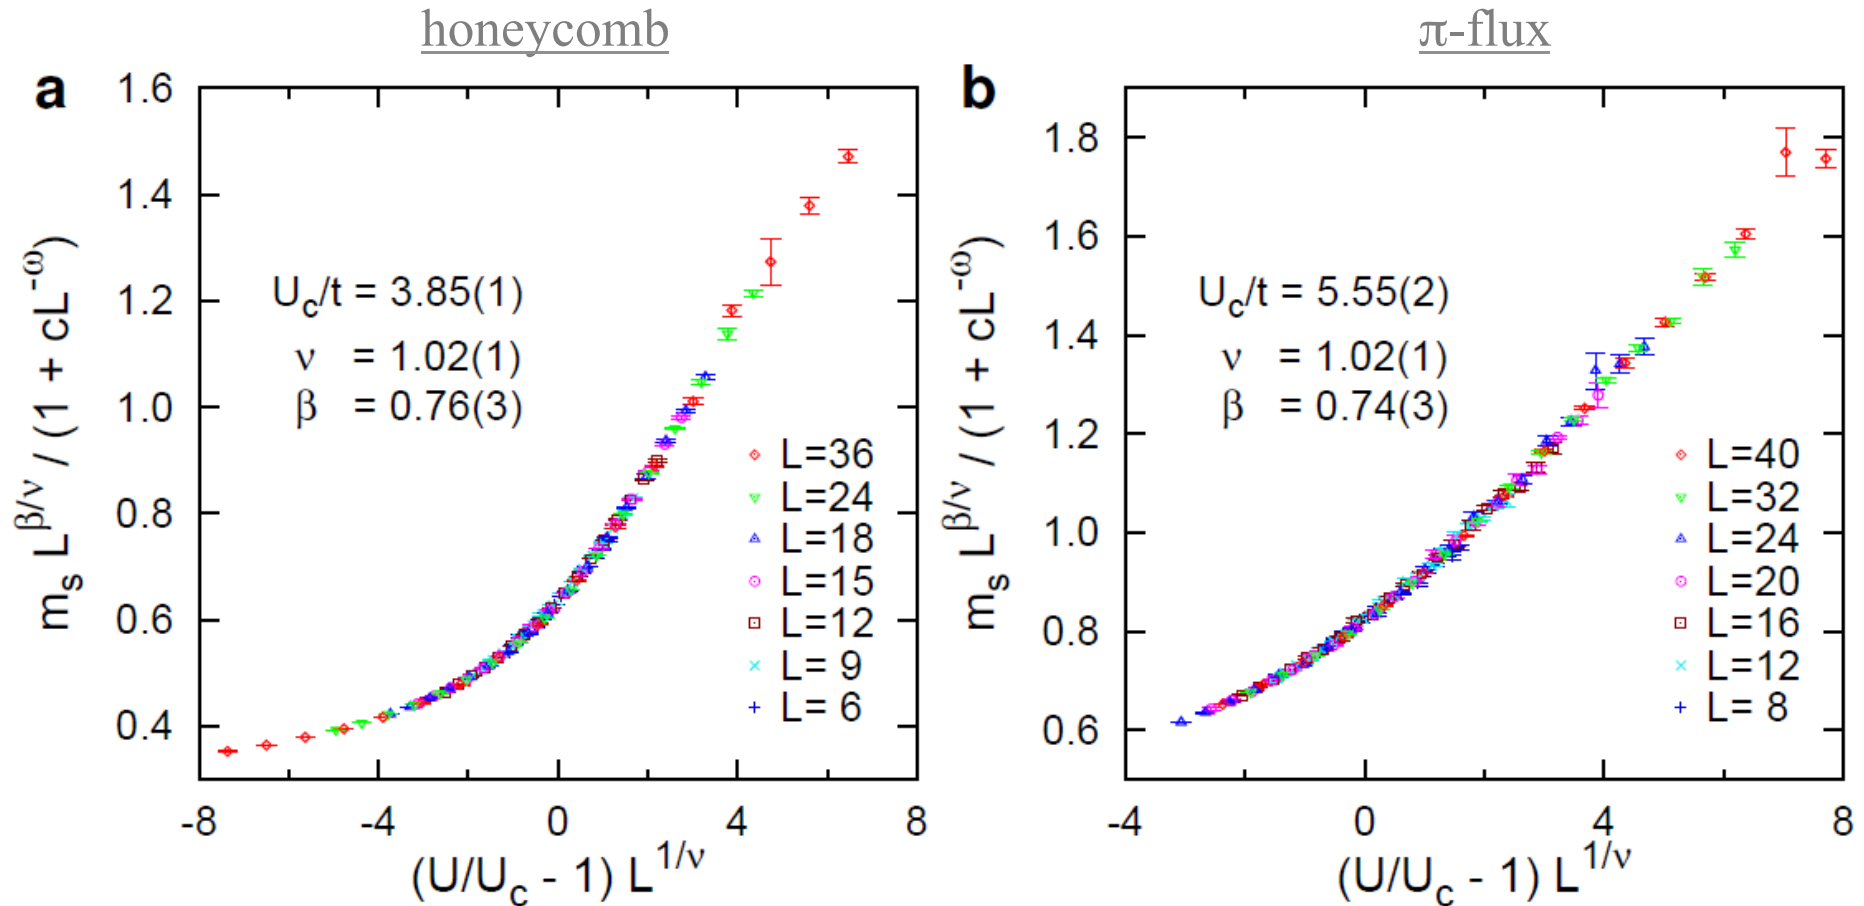 honeycomb
π-flux
a
1.6
1.4
1.2
1.0
0.8
0.6
0.4
-8
-4
0
4
8
m_s L^{β/ν} / (1 + cL^{-ω})
(U/U_c - 1) L^{1/ν}
U_c/t = 3.85(1)
ν = 1.02(1)
β = 0.76(3)
L=36
L=24
L=18
L=15
L=12
L= 9
L= 6
b
1.8
1.6
1.4
1.2
1.0
0.8
0.6
-4
0
4
8
m_s L^{β/ν} / (1 + cL^{-ω})
(U/U_c - 1) L^{1/ν}
U_c/t = 5.55(2)
ν = 1.02(1)
β = 0.74(3)
L=40
L=32
L=24
L=20
L=16
L=12
L= 8